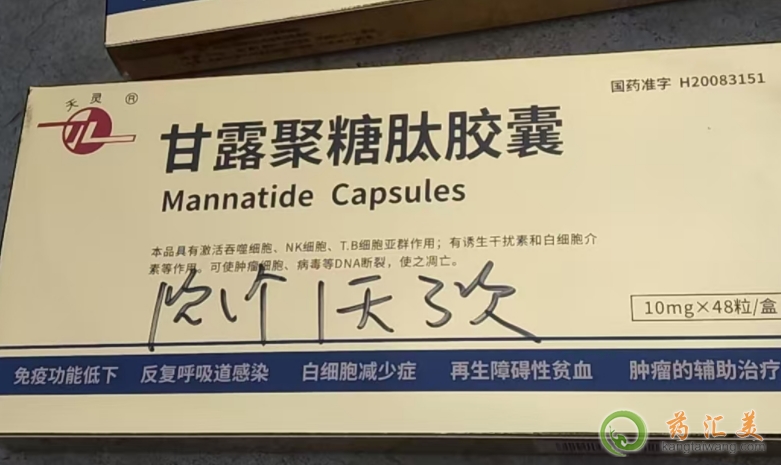 禾灵 ®
国药准字 H20083151
甘露聚糖肽胶囊
Mannatide Capsules
本品具有激活吞噬细胞、NK细胞、T.B细胞亚群作用；有诱生干扰素和白细胞介
素等作用。可使肿瘤细胞、病毒等DNA断裂，使之凋亡。
1天3次
10mg×48粒/盒
免疫功能低下 反复呼吸道感染 白细胞减少症 再生障碍性贫血 肿瘤的辅助治疗
药汇美
kangtaiwang.com